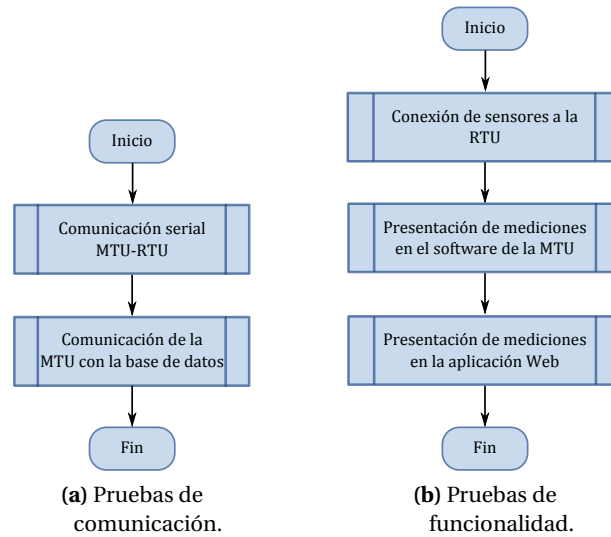 Inicio
Comunicación serial
MTU-RTU
Comunicación de la
MTU con la base de datos
Fin
(a) Pruebas de
comunicación.
Inicio
Conexión de sensores a la
RTU
Presentación de mediciones
en el software de la MTU
Presentación de mediciones
en la aplicación Web
Fin
(b) Pruebas de
funcionalidad.